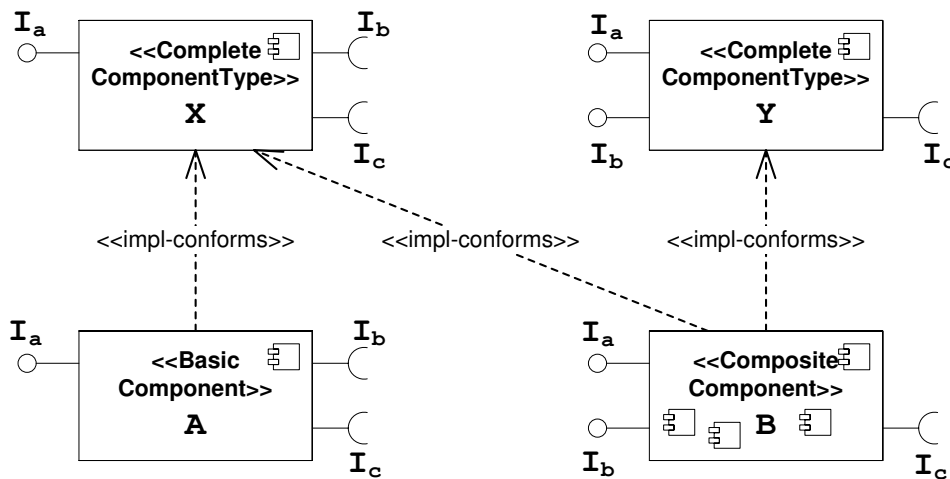 Ia Ib Ia
<<Complete
ComponentType>>
X
Ic
<<Complete
ComponentType>>
Y
Ib Ic
<<impl-conforms>> <<impl-conforms>> <<impl-conforms>>
Ia Ib Ia
<<Basic
Component>>
A
Ic
<<Composite
Component>>
B
Ib Ic